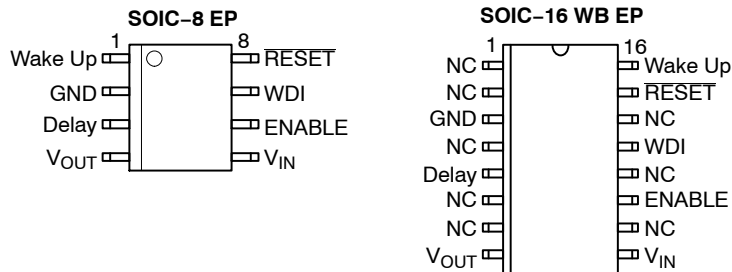 SOIC−8 EP
1 8
Wake Up RESET
GND WDI
Delay ENABLE
VOUT VIN
SOIC−16 WB EP
1 16
NC Wake Up
NC RESET
GND NC
NC WDI
Delay NC
NC ENABLE
NC NC
VOUT VIN